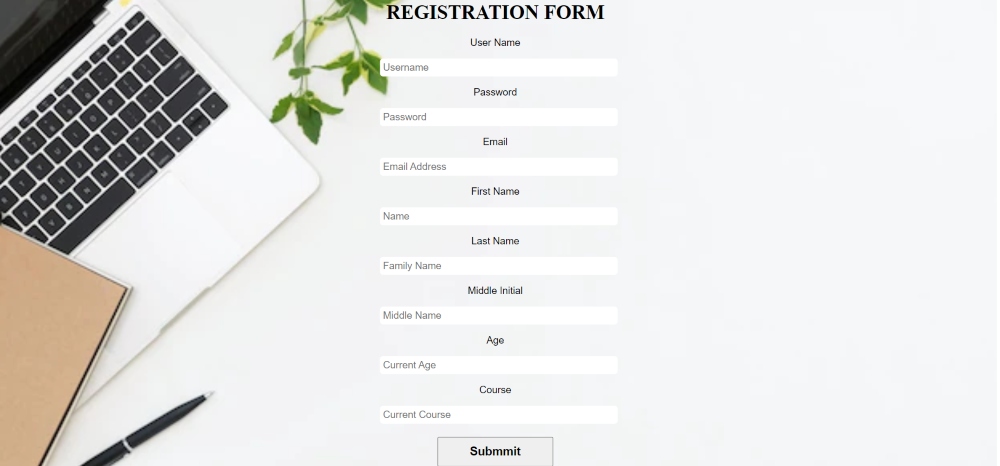 REGISTRATION FORM
User Name
Username
Password
Password
Email
Email Address
First Name
Name
Last Name
Family Name
Middle Initial
Middle Name
Age
Current Age
Course
Current Course
Submmit